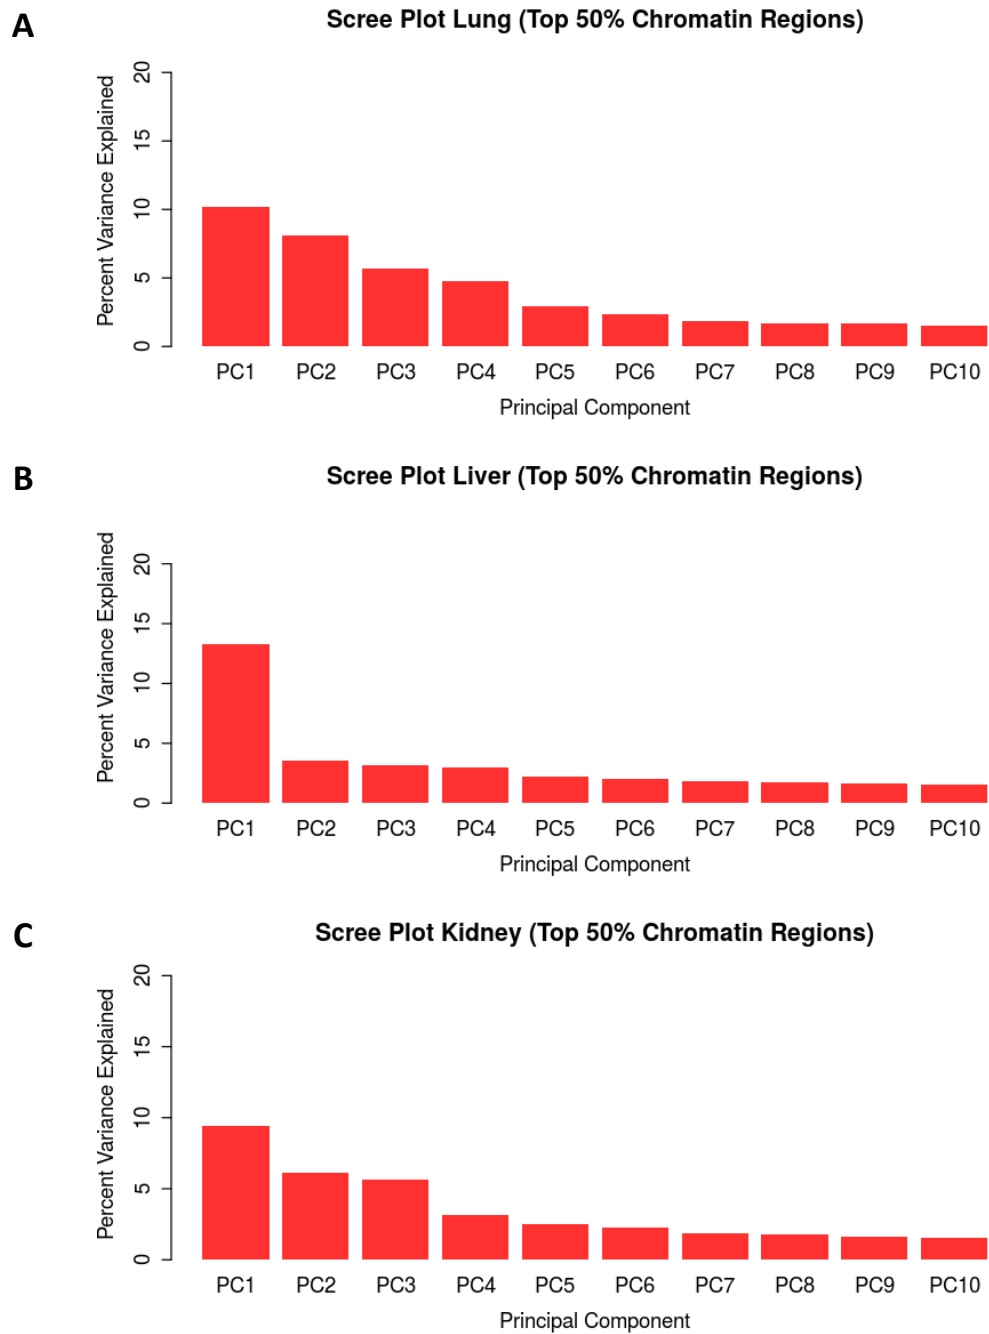 A
Scree Plot Lung (Top 50% Chromatin Regions)
Percent Variance Explained
20
15
10
5
0
PC1 PC2 PC3 PC4 PC5 PC6 PC7 PC8 PC9 PC10
Principal Component
B
Scree Plot Liver (Top 50% Chromatin Regions)
Percent Variance Explained
20
15
10
5
0
PC1 PC2 PC3 PC4 PC5 PC6 PC7 PC8 PC9 PC10
Principal Component
C
Scree Plot Kidney (Top 50% Chromatin Regions)
Percent Variance Explained
20
15
10
5
0
PC1 PC2 PC3 PC4 PC5 PC6 PC7 PC8 PC9 PC10
Principal Component